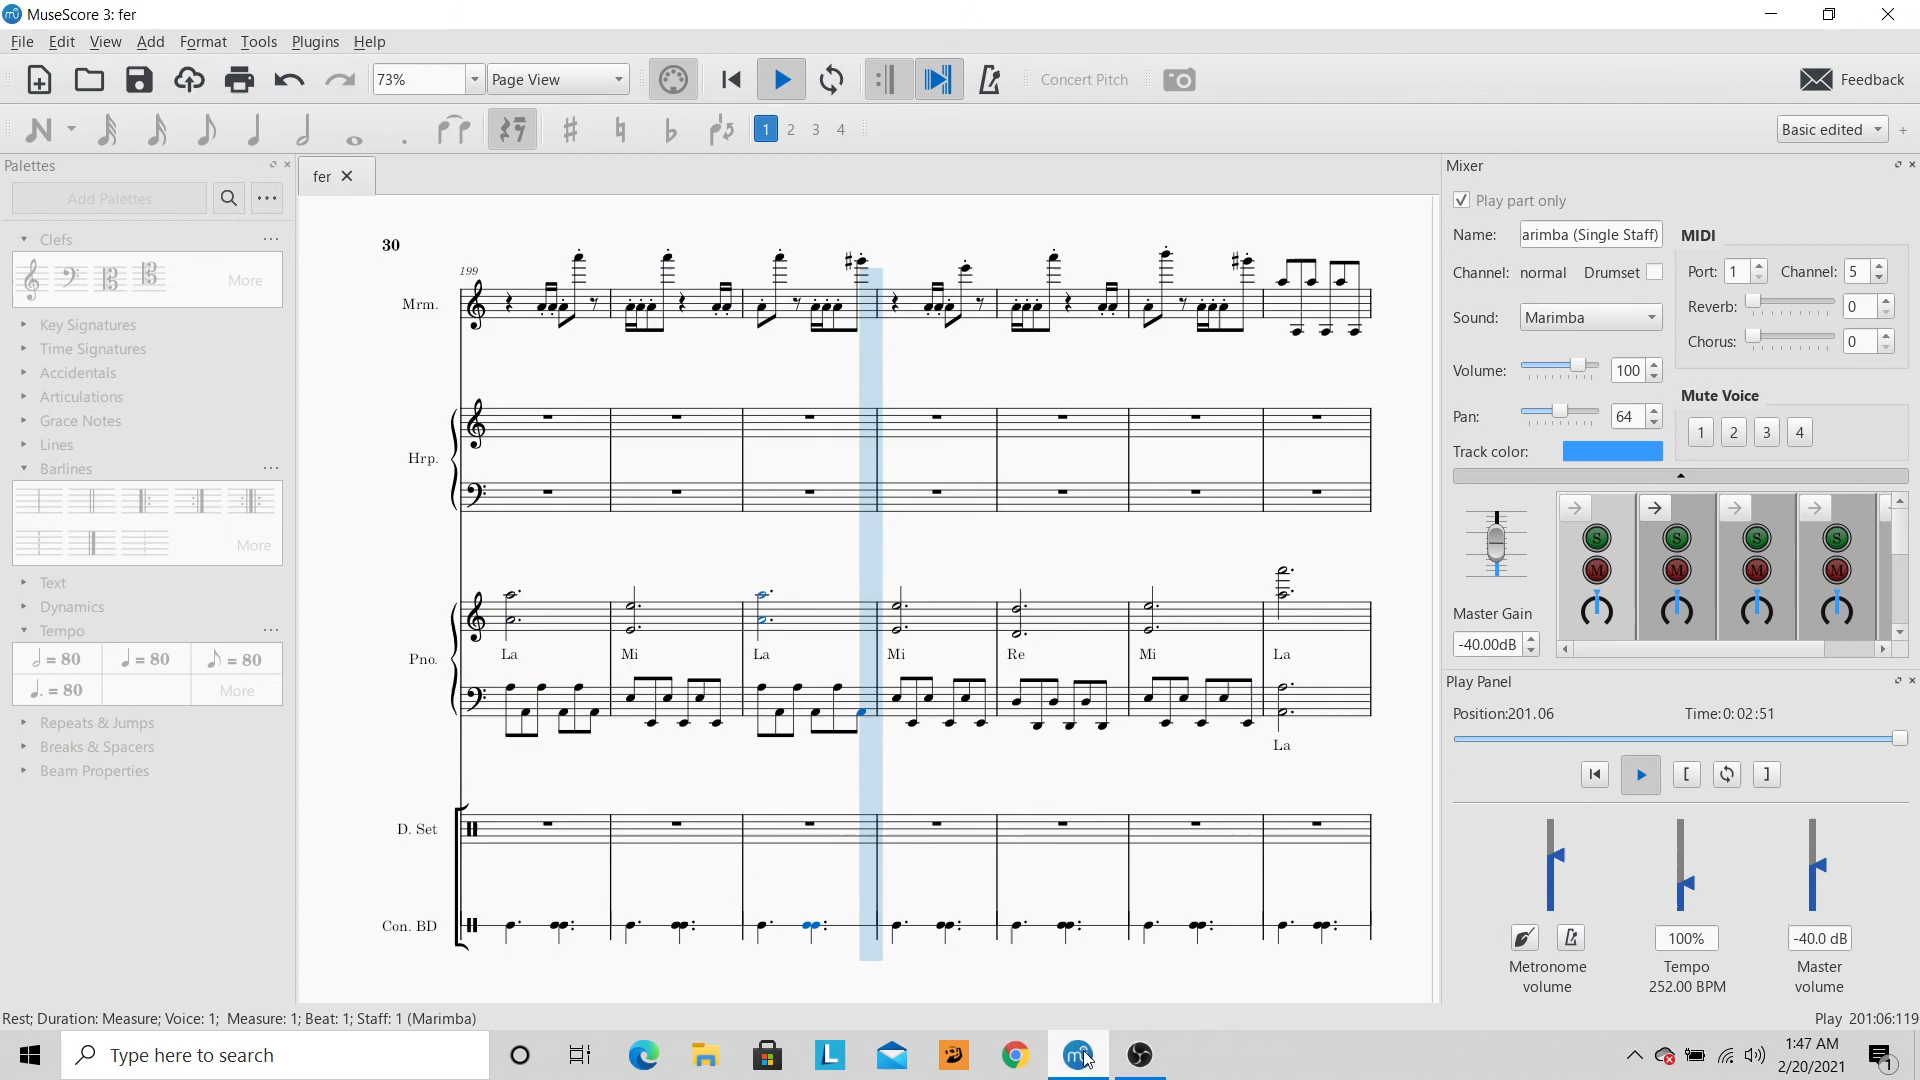 MuseScore 3: fer
File Edit View Add Format Tools Plugins Help
73% Page View Concert Pitch Feedback
1 2 3 4 Basic edited +
Palettes
Add Palettes
Clefs
More
Key Signatures
Time Signatures
Accidentals
Articulations
Grace Notes
Lines
Barlines
More
Text
Dynamics
Tempo
= 80 = 80 = 80
= 80 More
Repeats & Jumps
Breaks & Spacers
Beam Properties
fer
30
199
Mrm.
Hrp.
Pno.
La Mi La Mi Re Mi La
La
D. Set
Con. BD
Mixer
Play part only
Name: arimba (Single Staff)
Channel: normal Drumset
Sound: Marimba
Volume: 100
Pan: 64
Track color:
MIDI
Port: 1 Channel: 5
Reverb: 0
Chorus: 0
Mute Voice
1 2 3 4
S S S S
M M M M
Master Gain
-40.00dB
Play Panel
Position:201.06 Time:0: 02:51
100% -40.0 dB
Metronome volume
Tempo 252.00 BPM
Master volume
Rest; Duration: Measure; Voice: 1; Measure: 1; Beat: 1; Staff: 1 (Marimba) Play 201:06:119
Type here to search
L
1:47 AM
2/20/2021
1